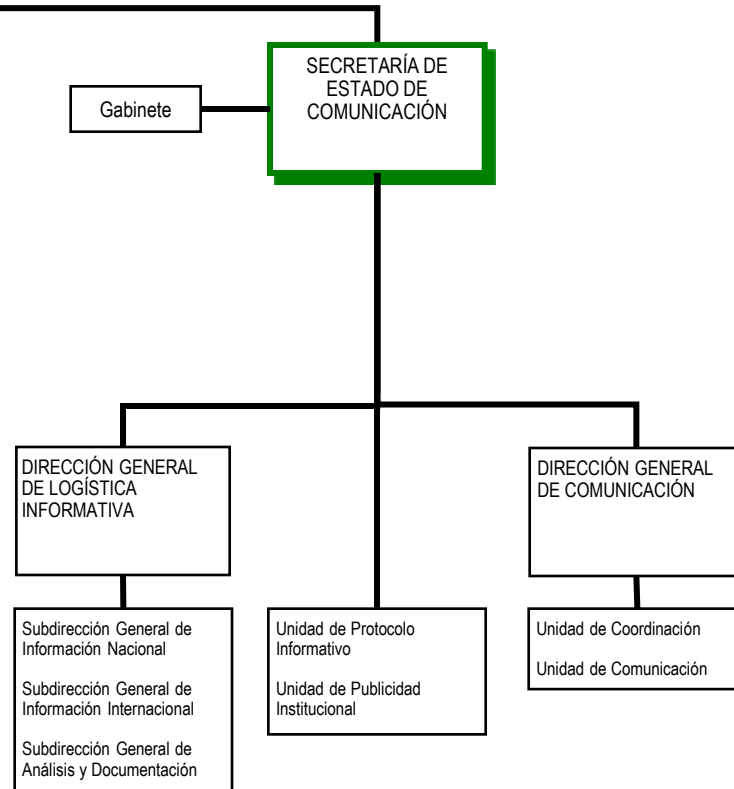 SECRETARÍA DE
ESTADO DE
COMUNICACIÓN
Gabinete
DIRECCIÓN GENERAL
DE LOGÍSTICA
INFORMATIVA
DIRECCIÓN GENERAL
DE COMUNICACIÓN
Subdirección General de
Información Nacional
Subdirección General de
Información Internacional
Subdirección General de
Análisis y Documentación
Unidad de Protocolo
Informativo
Unidad de Publicidad
Institucional
Unidad de Coordinación
Unidad de Comunicación